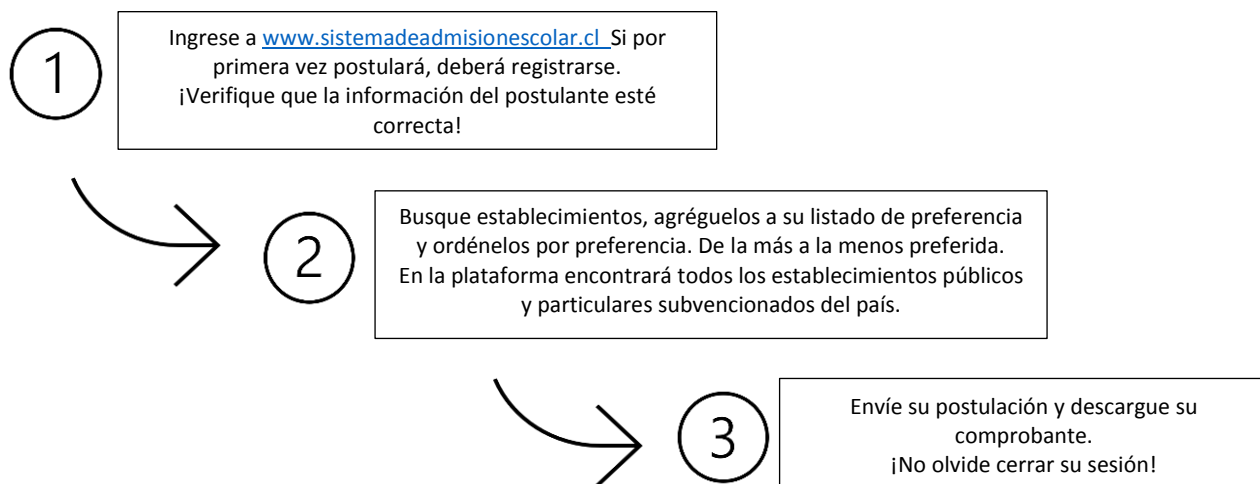 1
Ingrese a www.sistemadeadmisionescolar.cl Si por
primera vez postulará, deberá registrarse.
¡Verifique que la información del postulante esté
correcta!
2
Busque establecimientos, agréguelos a su listado de preferencia
y ordénelos por preferencia. De la más a la menos preferida.
En la plataforma encontrará todos los establecimientos públicos
y particulares subvencionados del país.
3
Envíe su postulación y descargue su
comprobante.
¡No olvide cerrar su sesión!